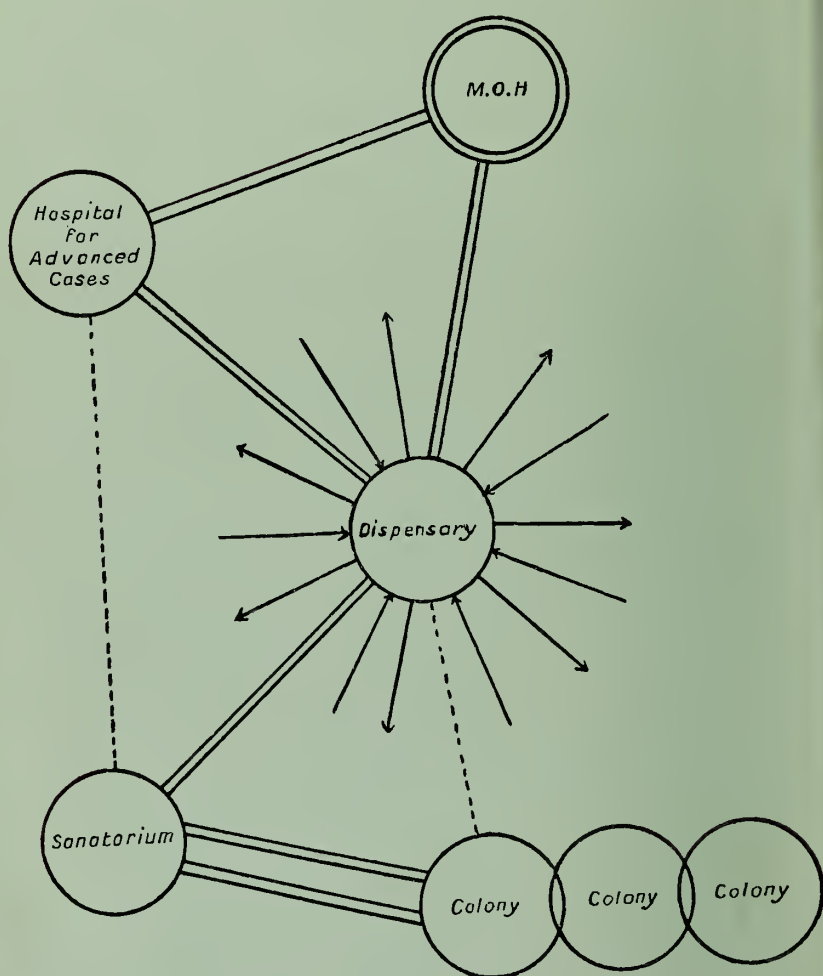 M.O.H
Hospital
for
Advanced
Cases
Dispensary
Sanatorium
Colony
Colony
Colony